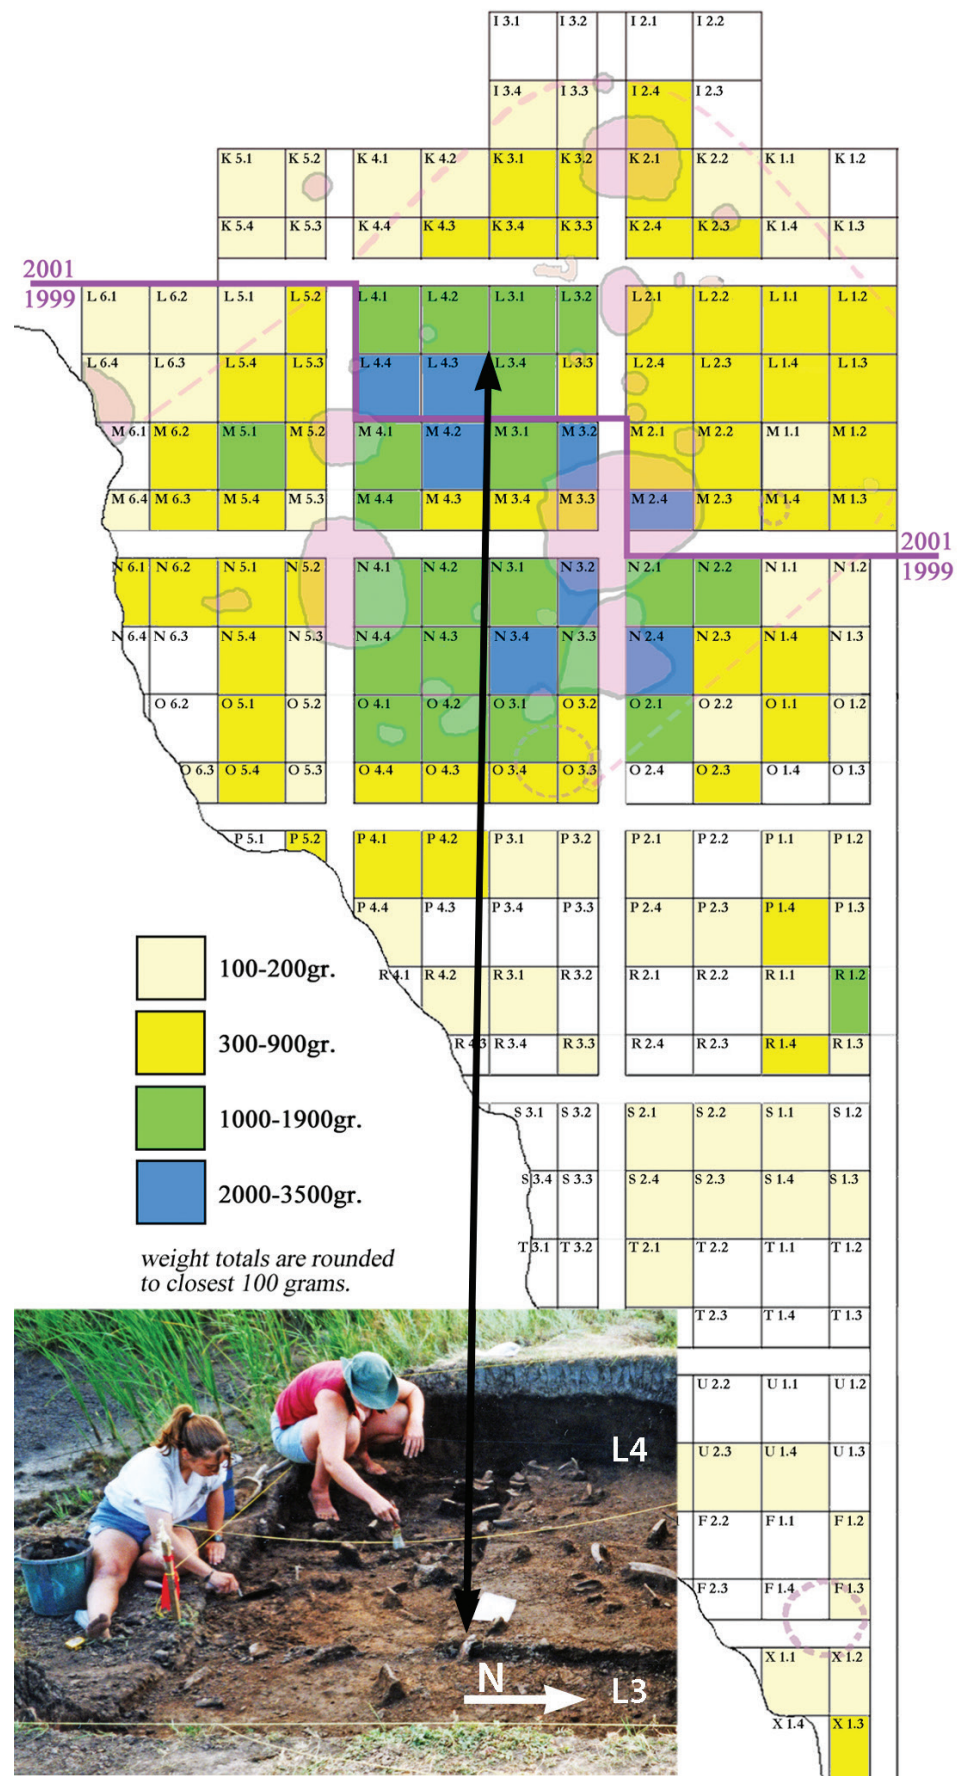 I 3.1 I 3.2 I 2.1 I 2.2
I 3.4 I 3.3 I 2.4 I 2.3
K 5.1 K 5.2 K 4.1 K 4.2 K 3.1 K 3.2 K 2.1 K 2.2 K 1.1 K 1.2
K 5.4 K 5.3 K 4.4 K 4.3 K 3.4 K 3.3 K 2.4 K 2.3 K 1.4 K 1.3
2001
1999
L 6.1 L 6.2 L 5.1 L 5.2 L 4.1 L 4.2 L 3.1 L 3.2 L 2.1 L 2.2 L 1.1 L 1.2
L 6.4 L 6.3 L 5.4 L 5.3 L 4.4 L 4.3 L 3.4 L 3.3 L 2.4 L 2.3 L 1.4 L 1.3
M 6.1 M 6.2 M 5.1 M 5.2 M 4.1 M 4.2 M 3.1 M 3.2 M 2.1 M 2.2 M 1.1 M 1.2
M 6.4 M 6.3 M 5.4 M 5.3 M 4.4 M 4.3 M 3.4 M 3.3 M 2.4 M 2.3 M 1.4 M 1.3
2001
1999
N 6.1 N 6.2 N 5.1 N 5.2 N 4.1 N 4.2 N 3.1 N 3.2 N 2.1 N 2.2 N 1.1 N 1.2
N 6.4 N 6.3 N 5.4 N 5.3 N 4.4 N 4.3 N 3.4 N 3.3 N 2.4 N 2.3 N 1.4 N 1.3
O 6.2 O 5.1 O 5.2 O 4.1 O 4.2 O 3.1 O 3.2 O 2.1 O 2.2 O 1.1 O 1.2
O 6.3 O 5.4 O 5.3 O 4.4 O 4.3 O 3.4 O 3.3 O 2.4 O 2.3 O 1.4 O 1.3
P 5.1 P 5.2 P 4.1 P 4.2 P 3.1 P 3.2 P 2.1 P 2.2 P 1.1 P 1.2
P 4.4 P 4.3 P 3.4 P 3.3 P 2.4 P 2.3 P 1.4 P 1.3
R 4.1 R 4.2 R 3.1 R 3.2 R 2.1 R 2.2 R 1.1 R 1.2
R 4.3 R 3.4 R 3.3 R 2.4 R 2.3 R 1.4 R 1.3
S 3.1 S 3.2 S 2.1 S 2.2 S 1.1 S 1.2
S 3.4 S 3.3 S 2.4 S 2.3 S 1.4 S 1.3
T 3.1 T 3.2 T 2.1 T 2.2 T 1.1 T 1.2
T 2.3 T 1.4 T 1.3
U 2.2 U 1.1 U 1.2
U 2.3 U 1.4 U 1.3
F 2.2 F 1.1 F 1.2
F 2.3 F 1.4 F 1.3
X 1.1 X 1.2
X 1.4 X 1.3
100-200gr.
300-900gr.
1000-1900gr.
2000-3500gr.
weight totals are rounded
to closest 100 grams.
L4
N
L3